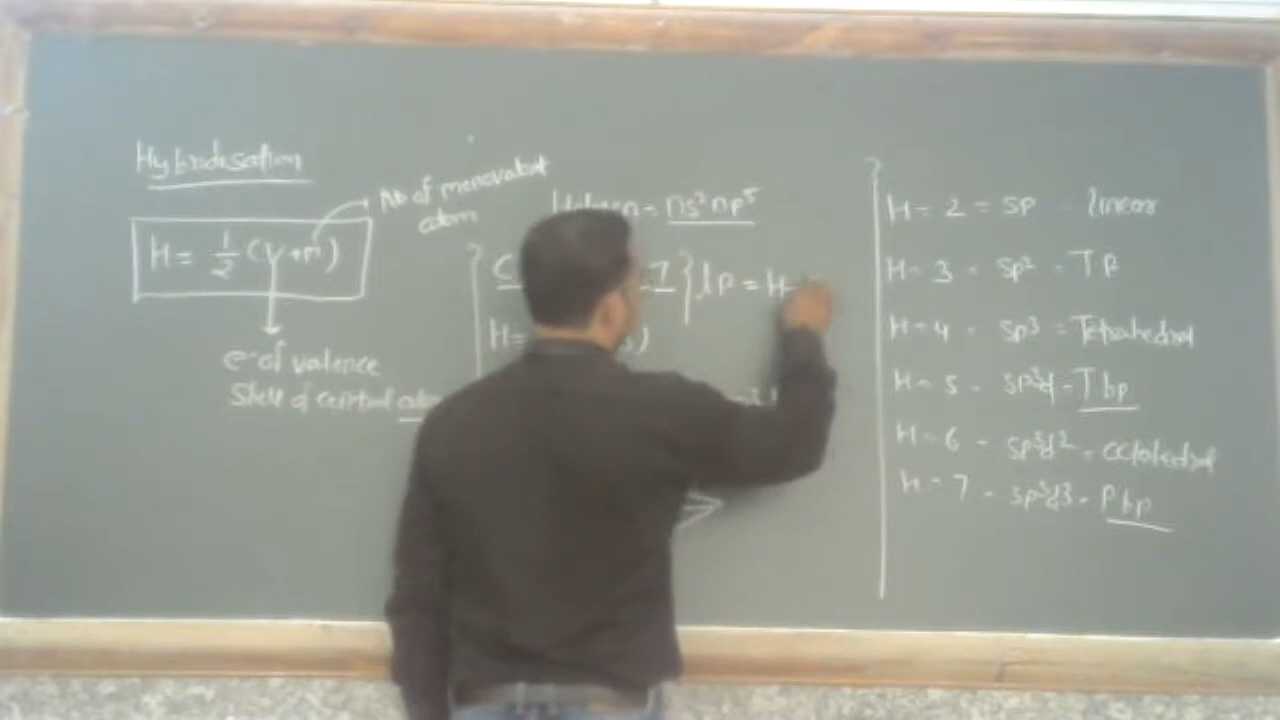 Hybridisation
No of monovalent
atom
H = 1/2 (V+m)
e⁻ of valence
Shell of central
ns² np⁵
7 } lp = H
H =
H = 2 = sp - linear
H = 3 - sp² - TP
H = 4 - sp³ = Tetrahedral
H = 5 - sp³d - Tbp
H = 6 - sp³d² - octahedral
H = 7 - sp³d³ - Pbp